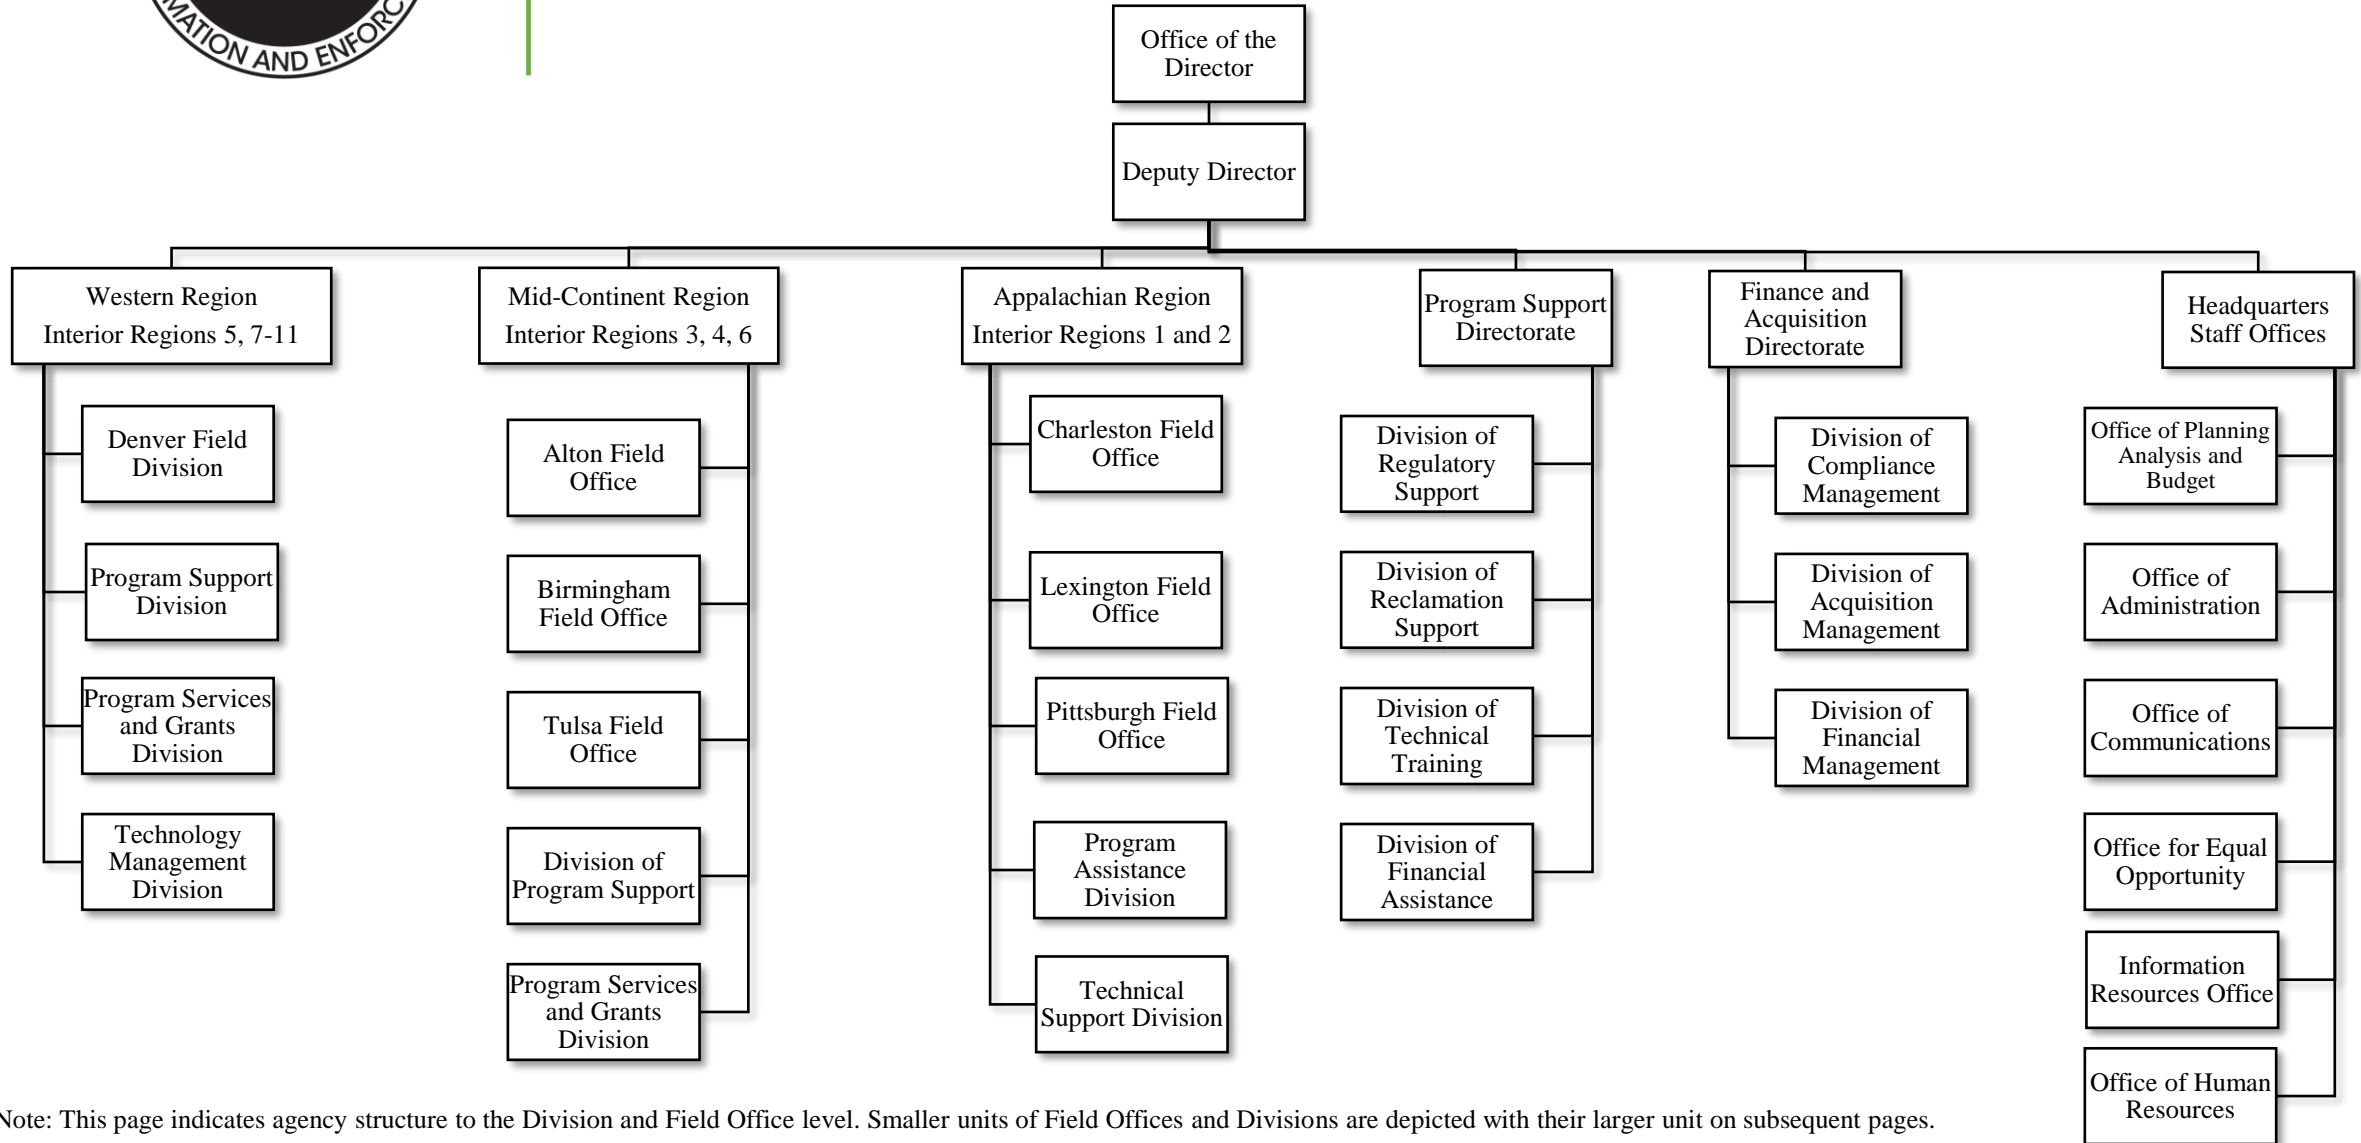 MATION AND ENFORC
Office of the
Director
Deputy Director
Western Region
Interior Regions 5, 7-11
Mid-Continent Region
Interior Regions 3, 4, 6
Appalachian Region
Interior Regions 1 and 2
Program Support
Directorate
Finance and
Acquisition
Directorate
Headquarters
Staff Offices
Denver Field
Division
Program Support
Division
Program Services
and Grants
Division
Technology
Management
Division
Alton Field
Office
Birmingham
Field Office
Tulsa Field
Office
Division of
Program Support
Program Services
and Grants
Division
Charleston Field
Office
Lexington Field
Office
Pittsburgh Field
Office
Program
Assistance
Division
Technical
Support Division
Division of
Regulatory
Support
Division of
Reclamation
Support
Division of
Technical
Training
Division of
Financial
Assistance
Division of
Compliance
Management
Division of
Acquisition
Management
Division of
Financial
Management
Office of Planning
Analysis and
Budget
Office of
Administration
Office of
Communications
Office for Equal
Opportunity
Information
Resources Office
Office of Human
Resources
Note: This page indicates agency structure to the Division and Field Office level. Smaller units of Field Offices and Divisions are depicted with their larger unit on subsequent pages.